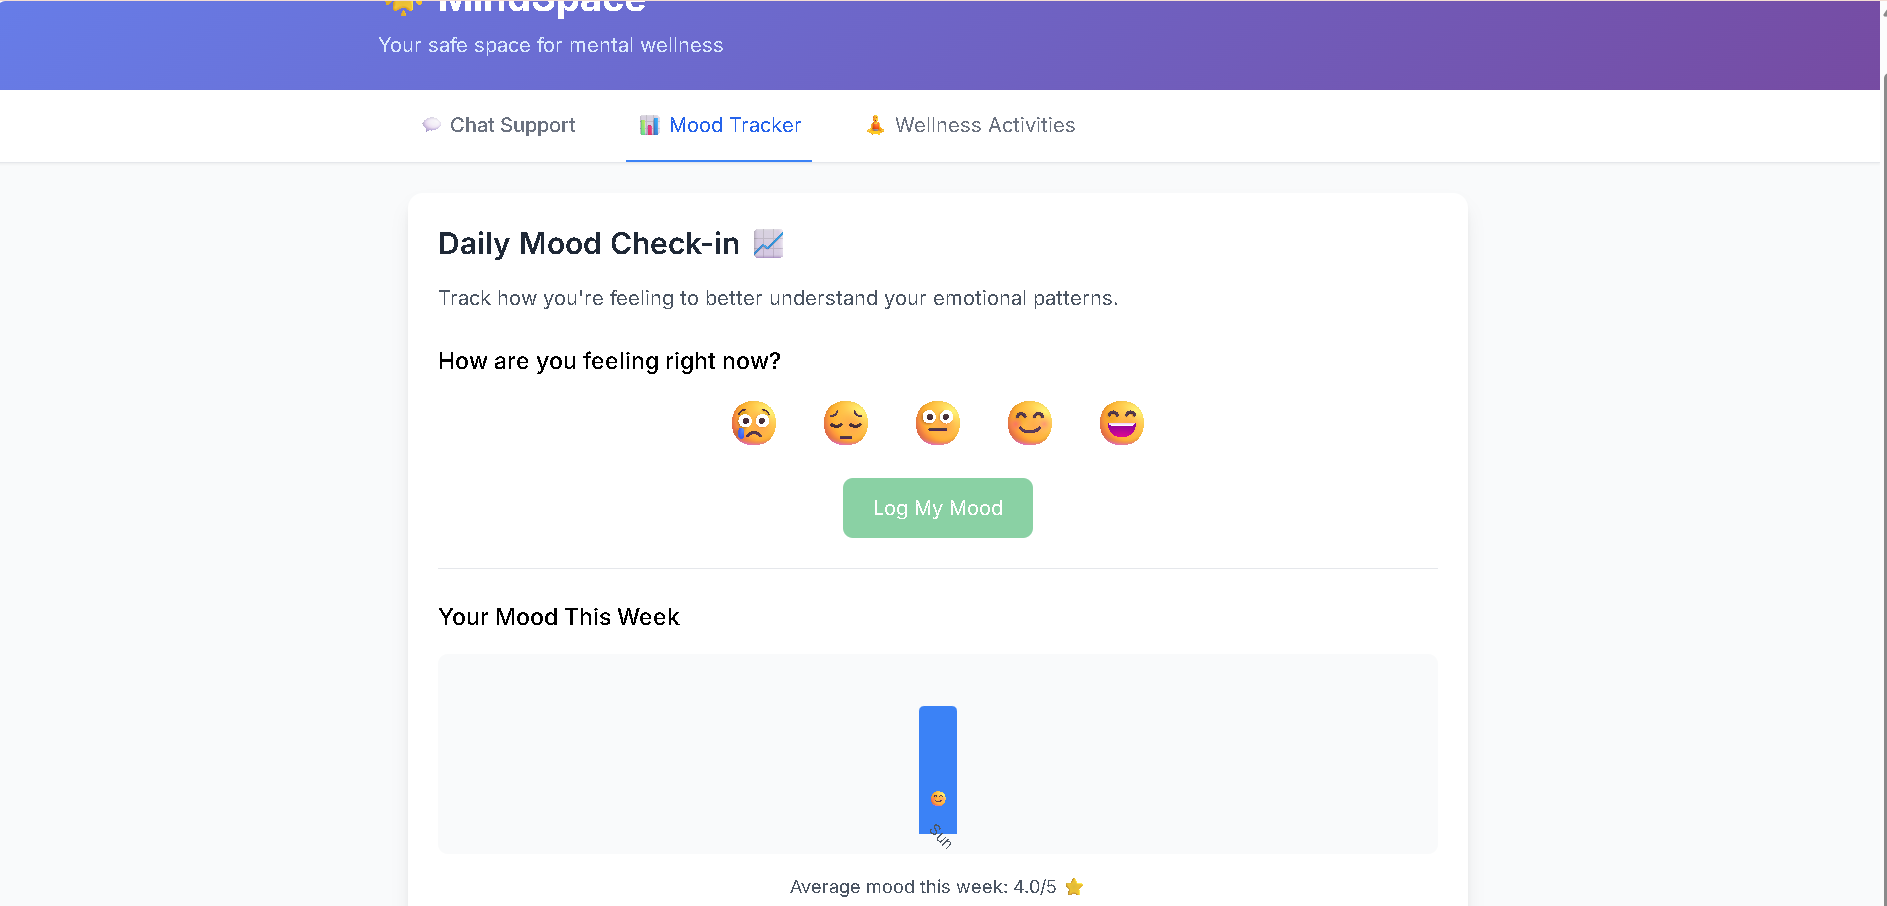 MindSpace
Your safe space for mental wellness
Chat Support
Mood Tracker
Wellness Activities
Daily Mood Check-in
Track how you're feeling to better understand your emotional patterns.
How are you feeling right now?
Log My Mood
Your Mood This Week
Sun
Average mood this week: 4.0/5